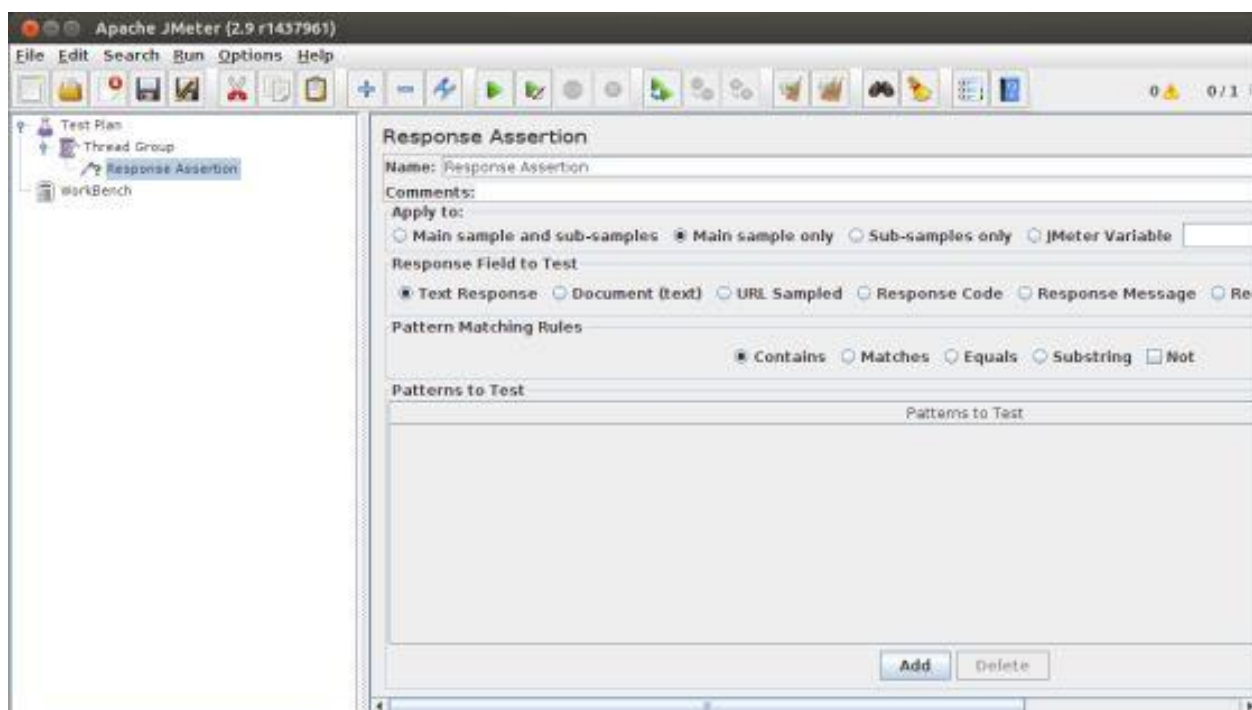 Apache JMeter (2.9 r1437961)
File Edit Search Run Options Help
0 0/1
Test Plan
Thread Group
Response Assertion
WorkBench
Response Assertion
Name: Response Assertion
Comments:
Apply to:
Main sample and sub-samples Main sample only Sub-samples only JMeter Variable
Response Field to Test
Text Response Document (text) URL Sampled Response Code Response Message Re
Pattern Matching Rules
Contains Matches Equals Substring Not
Patterns to Test
Patterns to Test
Add Delete